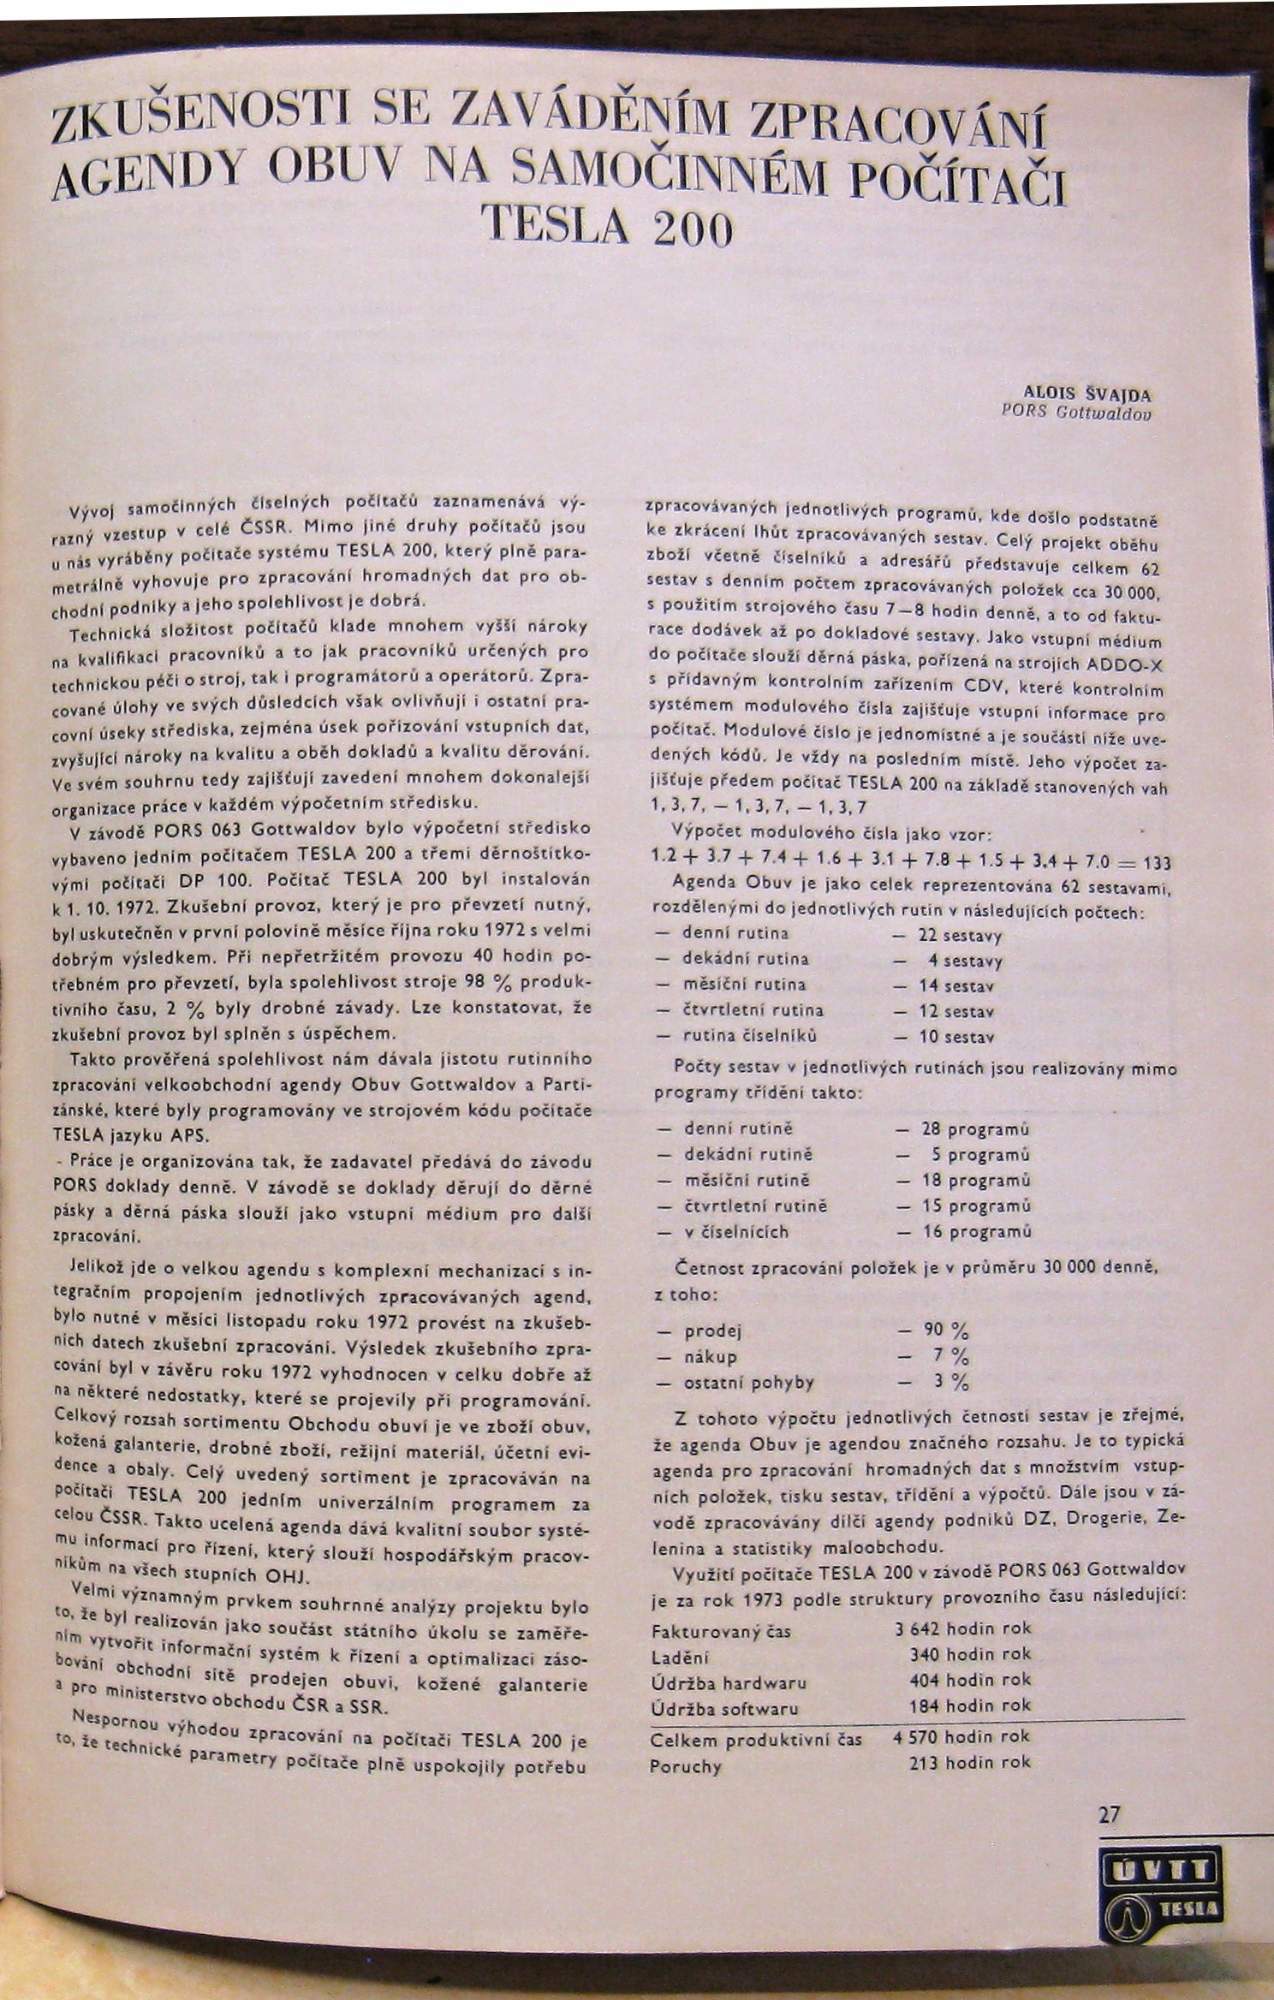 ZKUŠENOSTI SE ZAVÁDĚNÍM ZPRACOVÁNÍ
AGENDY OBUV NA SAMOČINNÉM POČÍTAČI
TESLA 200
ALOIS ŠVAJDA
PORS Gottwaldov
Vývoj samočinných číselných počítačů zaznamenává vý-
razný vzestup v celé ČSSR. Mimo jiné druhy počítačů jsou
u nás vyráběny počítače systému TESLA 200, který plně para-
metrálně vyhovuje pro zpracování hromadných dat pro ob-
chodní podniky a jeho spolehlivost je dobrá.
Technická složitost počítačů klade mnohem vyšší nároky
na kvalifikaci pracovníků a to jak pracovníků určených pro
technickou péči o stroj, tak i programátorů a operátorů. Zpra-
cované úlohy ve svých důsledcích však ovlivňují i ostatní pra-
covní úseky střediska, zejména úsek pořizování vstupních dat,
zvyšující nároky na kvalitu a oběh dokladů a kvalitu děrování.
Ve svém souhrnu tedy zajišťují zavedení mnohem dokonalejší
organizace práce v každém výpočetním středisku.
V závodě PORS 063 Gottwaldov bylo výpočetní středisko
vybaveno jedním počítačem TESLA 200 a třemi děrnoštítko-
vými počítači DP 100. Počítač TESLA 200 byl instalován
k 1. 10. 1972. Zkušební provoz, který je pro převzetí nutný,
byl uskutečněn v první polovině měsíce října roku 1972 s velmi
dobrým výsledkem. Při nepřetržitém provozu 40 hodin po-
třebném pro převzetí, byla spolehlivost stroje 98 % produk-
tivního času, 2 % byly drobné závady. Lze konstatovat, že
zkušební provoz byl splněn s úspěchem.
Takto prověřená spolehlivost nám dávala jistotu rutinního
zpracování velkoobchodní agendy Obuv Gottwaldov a Parti-
zánské, které byly programovány ve strojovém kódu počítače
TESLA jazyku APS.
- Práce je organizována tak, že zadavatel předává do závodu
PORS doklady denně. V závodě se doklady děrují do děrné
pásky a děrná páska slouží jako vstupní médium pro další
zpracování.
Jelikož jde o velkou agendu s komplexní mechanizací s in-
tegračním propojením jednotlivých zpracovávaných agend,
bylo nutné v měsíci listopadu roku 1972 provést na zkušeb-
ních datech zkušební zpracování. Výsledek zkušebního zpra-
cování byl v závěru roku 1972 vyhodnocen v celku dobře až
na některé nedostatky, které se projevily při programování.
Celkový rozsah sortimentu Obchodu obuví je ve zboží obuv,
kožená galanterie, drobné zboží, režijní materiál, účetní evi-
dence a obaly. Celý uvedený sortiment je zpracováván na
počítači TESLA 200 jedním univerzálním programem za
celou ČSSR. Takto ucelená agenda dává kvalitní soubor systé-
mu informací pro řízení, který slouží hospodářským pracov-
níkům na všech stupních OHJ.
Velmi významným prvkem souhrnné analýzy projektu bylo
to, že byl realizován jako součást státního úkolu se zaměře-
ním vytvořit informační systém k řízení a optimalizaci záso-
bování obchodní sítě prodejen obuvi, kožené galanterie
a pro ministerstvo obchodu ČSR a SSR.
Nespornou výhodou zpracování na počítači TESLA 200 je
to, že technické parametry počítače plně uspokojily potřebu
zpracovávaných jednotlivých programů, kde došlo podstatně
ke zkrácení lhůt zpracovávaných sestav. Celý projekt oběhu
zboží včetně číselníků a adresářů představuje celkem 62
sestav s denním počtem zpracovávaných položek cca 30 000,
s použitím strojového času 7—8 hodin denně, a to od faktu-
race dodávek až po dokladové sestavy. Jako vstupní médium
do počítače slouží děrná páska, pořízená na strojích ADDO-X
s přídavným kontrolním zařízením CDV, které kontrolním
systémem modulového čísla zajišťuje vstupní informace pro
počítač. Modulové číslo je jednomístné a je součástí níže uve-
dených kódů. Je vždy na posledním místě. Jeho výpočet za-
jišťuje předem počítač TESLA 200 na základě stanovených vah
1, 3, 7, — 1, 3, 7, — 1, 3, 7
Výpočet modulového čísla jako vzor:
1.2 + 3.7 + 7.4 + 1.6 + 3.1 + 7.8 + 1.5 + 3.4 + 7.0 = 133
Agenda Obuv je jako celek reprezentována 62 sestavami,
rozdělenými do jednotlivých rutin v následujících počtech:
— denní rutina — 22 sestavy
— dekádní rutina — 4 sestavy
— měsíční rutina — 14 sestav
— čtvrtletní rutina — 12 sestav
— rutina číselníků — 10 sestav
Počty sestav v jednotlivých rutinách jsou realizovány mimo
programy třídění takto:
— denní rutině — 28 programů
— dekádní rutině — 5 programů
— měsíční rutině — 18 programů
— čtvrtletní rutině — 15 programů
— v číselnících — 16 programů
Četnost zpracování položek je v průměru 30 000 denně,
z toho:
— prodej — 90 %
— nákup — 7 %
— ostatní pohyby — 3 %
Z tohoto výpočtu jednotlivých četností sestav je zřejmé,
že agenda Obuv je agendou značného rozsahu. Je to typická
agenda pro zpracování hromadných dat s množstvím vstup-
ních položek, tisku sestav, třídění a výpočtů. Dále jsou v zá-
vodě zpracovávány dílčí agendy podniků DZ, Drogerie, Ze-
lenina a statistiky maloobchodu.
Využití počítače TESLA 200 v závodě PORS 063 Gottwaldov
je za rok 1973 podle struktury provozního času následující:
Fakturovaný čas 3 642 hodin rok
Ladění 340 hodin rok
Údržba hardwaru 404 hodin rok
Údržba softwaru 184 hodin rok
Celkem produktivní čas 4 570 hodin rok
Poruchy 213 hodin rok
27
ÚVTT
TESLA